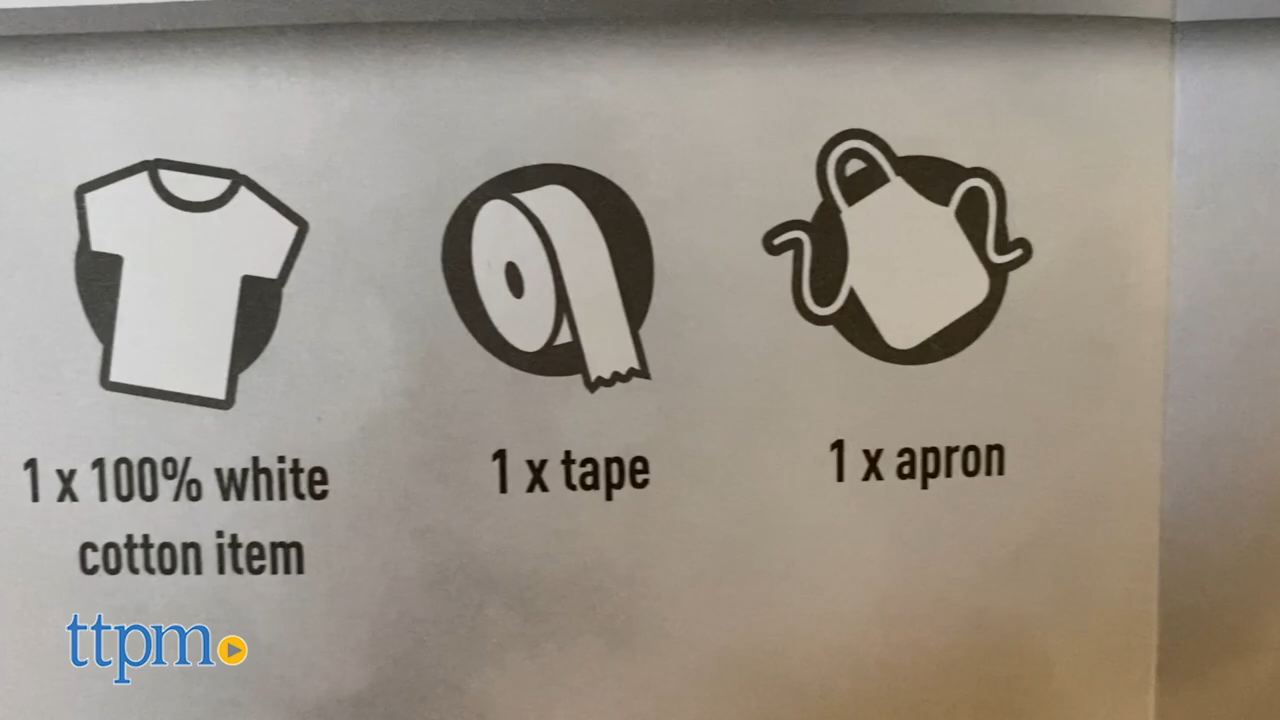 1 x 100% white
cotton item
1 x tape
1 x apron
ttpm